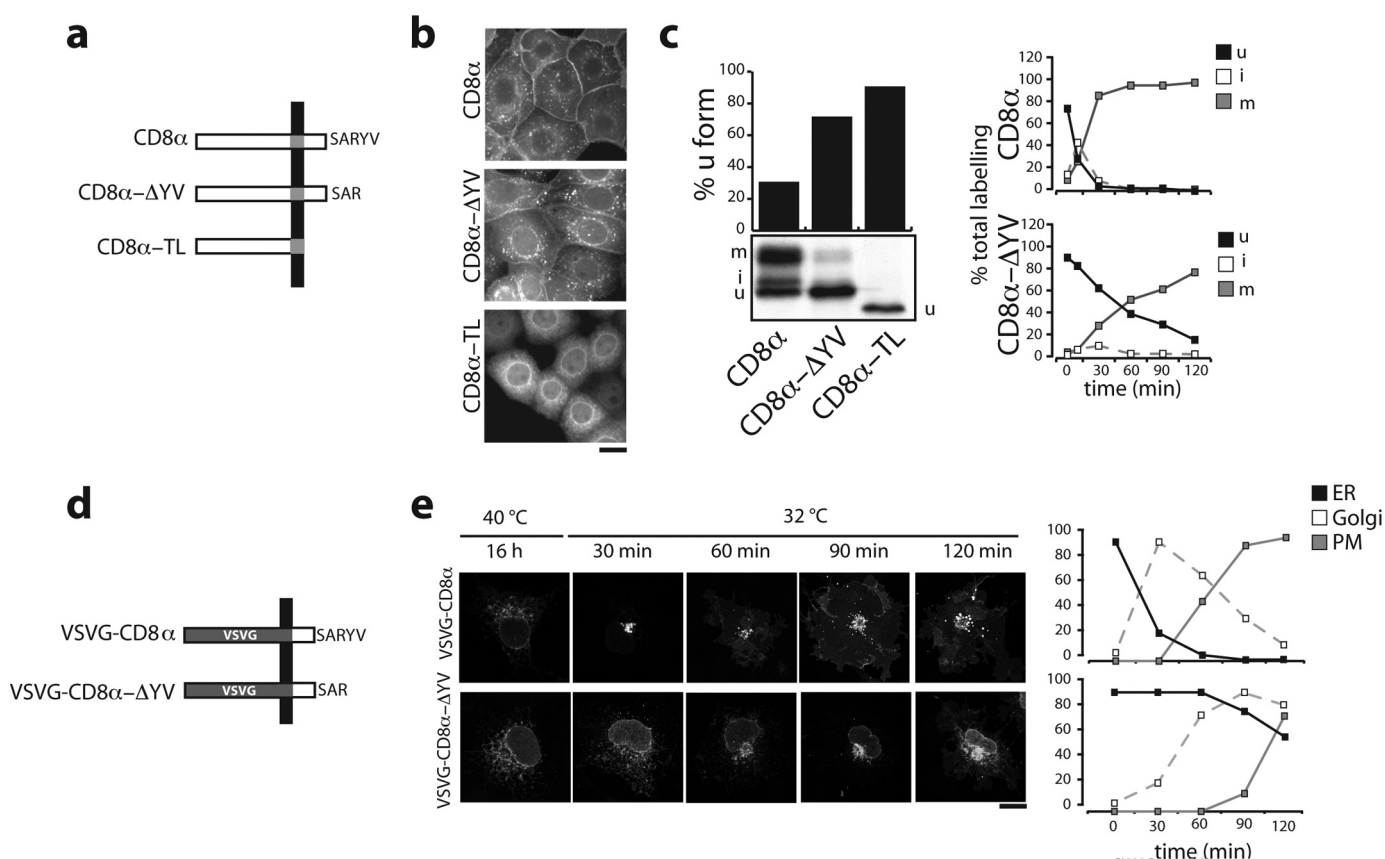 a
CD8α
SARYV
CD8α–ΔYV
SAR
CD8α–TL
b
CD8α
CD8α–ΔYV
CD8α–TL
c
% u form
100
80
60
40
20
0
m
i
u
u
CD8α
CD8α–ΔYV
CD8α–TL
% total labelling
CD8α
120
100
80
60
40
20
0
u
i
m
CD8α–ΔYV
120
100
80
60
40
20
0
u
i
m
0 30 60 90 120
time (min)
d
VSVG-CD8α
VSVG
SARYV
VSVG-CD8α–ΔYV
VSVG
SAR
e
40 °C 32 °C
16 h 30 min 60 min 90 min 120 min
VSVG-CD8α
VSVG-CD8α–ΔYV
ER
Golgi
PM
100
80
60
40
20
0
100
80
60
40
20
0
0 30 60 90 120
time (min)